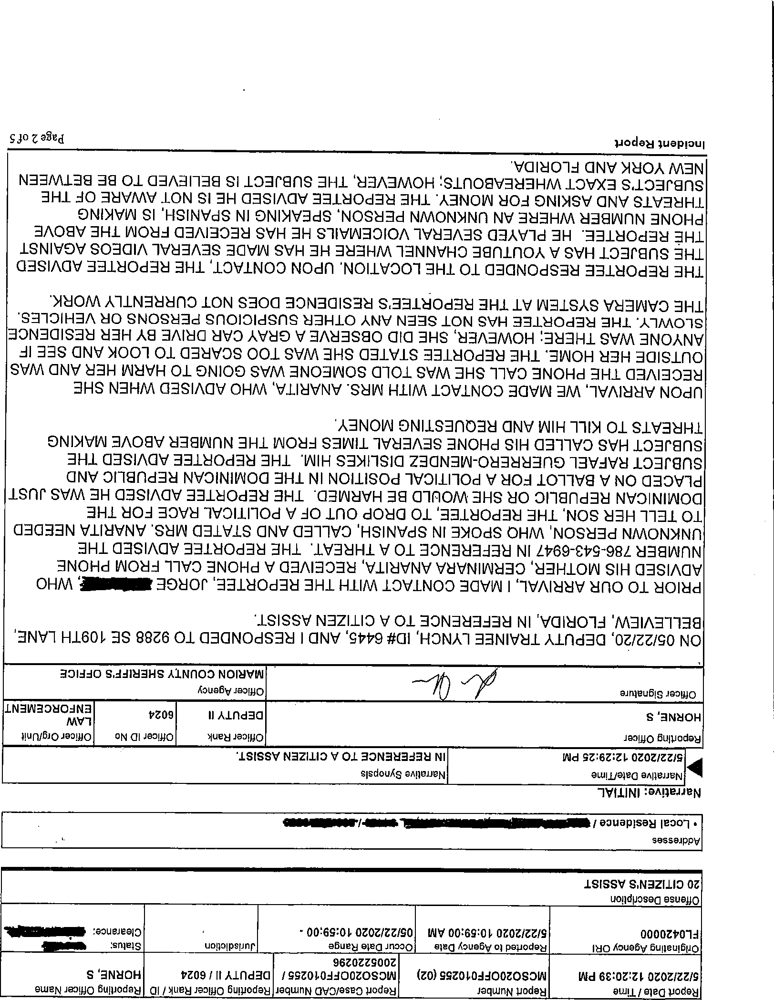 Report Date / Time
Report Number
Report Case/CAD Number
Reporting Officer Rank / ID
Reporting Officer Name
5/22/2020 12:20:39 PM
MCSO20OFF010255 (02)
MCSO20OFF010255 /
2005220296
DEPUTY II / 6024
HORNE, S
Originating Agency ORI
Reported to Agency Date
Occur Date Range
Jurisdiction
Status:
FL0420000
5/22/2020 10:59:00 AM
05/22/2020 10:59:00 -
Clearance:
Offense Description
20 CITIZEN'S ASSIST
Addresses
• Local Residence /
Narrative: INITIAL
Narrative Date/Time
Narrative Synopsis
5/22/2020 12:29:25 PM
IN REFERENCE TO A CITIZEN ASSIST.
Reporting Officer
Officer Rank
Officer ID No
Officer Org/Unit
HORNE, S
DEPUTY II
6024
LAW
ENFORCEMENT
Officer Signature
Officer Agency
MARION COUNTY SHERIFF'S OFFICE
ON 05/22/20, DEPUTY TRAINEE LYNCH, ID# 6445, AND I RESPONDED TO 9288 SE 109TH LANE,
BELLEVIEW, FLORIDA, IN REFERENCE TO A CITIZEN ASSIST.
PRIOR TO OUR ARRIVAL, I MADE CONTACT WITH THE REPORTEE, JORGE , WHO
ADVISED HIS MOTHER, CERMINARA ANARITA, RECEIVED A PHONE CALL FROM PHONE
NUMBER 786-543-6947 IN REFERENCE TO A THREAT. THE REPORTEE ADVISED THE
UNKNOWN PERSON, WHO SPOKE IN SPANISH, CALLED AND STATED MRS. ANARITA NEEDED
TO TELL HER SON, THE REPORTEE, TO DROP OUT OF A POLITICAL RACE FOR THE
DOMINICAN REPUBLIC OR SHE WOULD BE HARMED. THE REPORTEE ADVISED HE WAS JUST
PLACED ON A BALLOT FOR A POLITICAL POSITION IN THE DOMINICAN REPUBLIC AND
SUBJECT RAFAEL GUERRERO-MENDEZ DISLIKES HIM. THE REPORTEE ADVISED THE
SUBJECT HAS CALLED HIS PHONE SEVERAL TIMES FROM THE NUMBER ABOVE MAKING
THREATS TO KILL HIM AND REQUESTING MONEY.
UPON ARRIVAL, WE MADE CONTACT WITH MRS. ANARITA, WHO ADVISED WHEN SHE
RECEIVED THE PHONE CALL SHE WAS TOLD SOMEONE WAS GOING TO HARM HER AND WAS
OUTSIDE HER HOME. THE REPORTEE STATED SHE WAS TOO SCARED TO LOOK AND SEE IF
ANYONE WAS THERE; HOWEVER, SHE DID OBSERVE A GRAY CAR DRIVE BY HER RESIDENCE
SLOWLY. THE REPORTEE HAS NOT SEEN ANY OTHER SUSPICIOUS PERSONS OR VEHICLES.
THE CAMERA SYSTEM AT THE REPORTEE'S RESIDENCE DOES NOT CURRENTLY WORK.
THE REPORTEE RESPONDED TO THE LOCATION. UPON CONTACT, THE REPORTEE ADVISED
THE SUBJECT HAS A YOUTUBE CHANNEL WHERE HE HAS MADE SEVERAL VIDEOS AGAINST
THE REPORTEE. HE PLAYED SEVERAL VOICEMAILS HE HAS RECEIVED FROM THE ABOVE
PHONE NUMBER WHERE AN UNKNOWN PERSON, SPEAKING IN SPANISH, IS MAKING
THREATS AND ASKING FOR MONEY. THE REPORTEE ADVISED HE IS NOT AWARE OF THE
SUBJECT'S EXACT WHEREABOUTS; HOWEVER, THE SUBJECT IS BELIEVED TO BE BETWEEN
NEW YORK AND FLORIDA.
Incident Report
Page 2 of 5